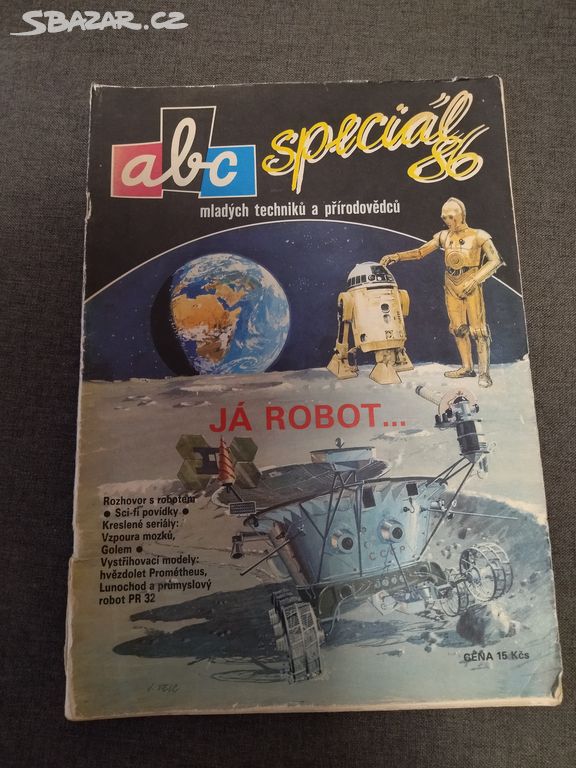 SBAZAR.CZ
abc speciál
86
mladých techniků a přírodovědců
JÁ ROBOT...
Rozhovor s robotem
● Sci-fi povídky ●
Kreslené seriály:
Vzpoura mozků,
Golem ●
Vystřihovací modely:
hvězdolet Prométheus,
Lunochod a průmyslový
robot PR 32
CCCP
CENA 15 Kčs